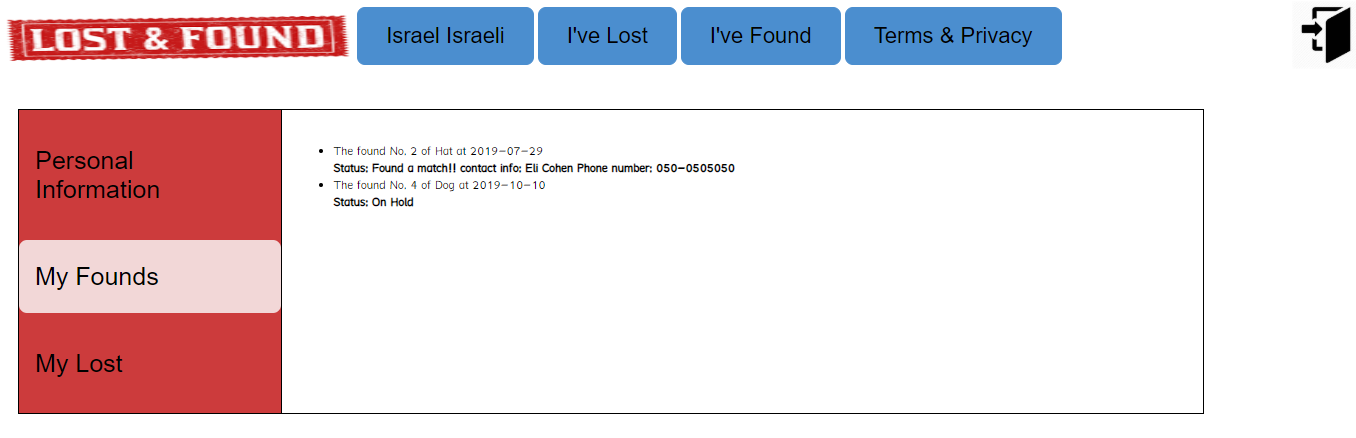 LOST & FOUND
Israel Israeli
I've Lost
I've Found
Terms & Privacy
Personal
Information
My Founds
My Lost
The found No. 2 of Hat at 2019-07-29
Status: Found a match!! contact info: Eli Cohen Phone number: 050-0505050
The found No. 4 of Dog at 2019-10-10
Status: On Hold